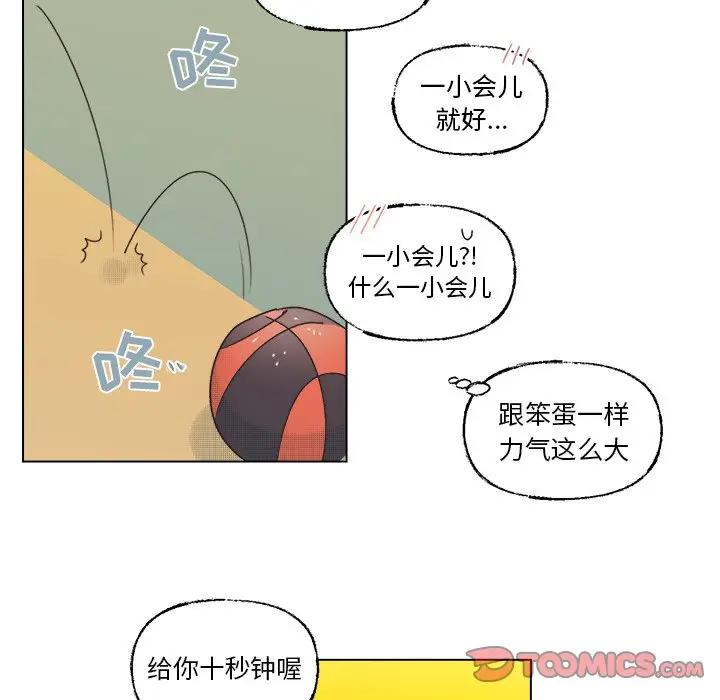 咚
一小会儿
就好...
一小会儿?!
什么一小会儿
咚
跟笨蛋一样
力气这么大
给你十秒钟喔
TOOMICS.COM